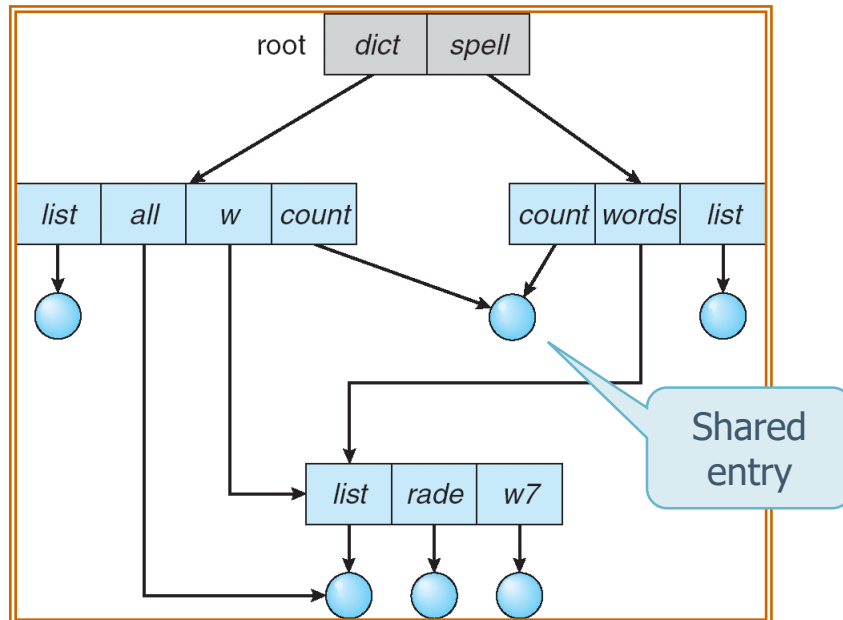 root dict spell
list all w count count words list
Shared
entry
list rade w7